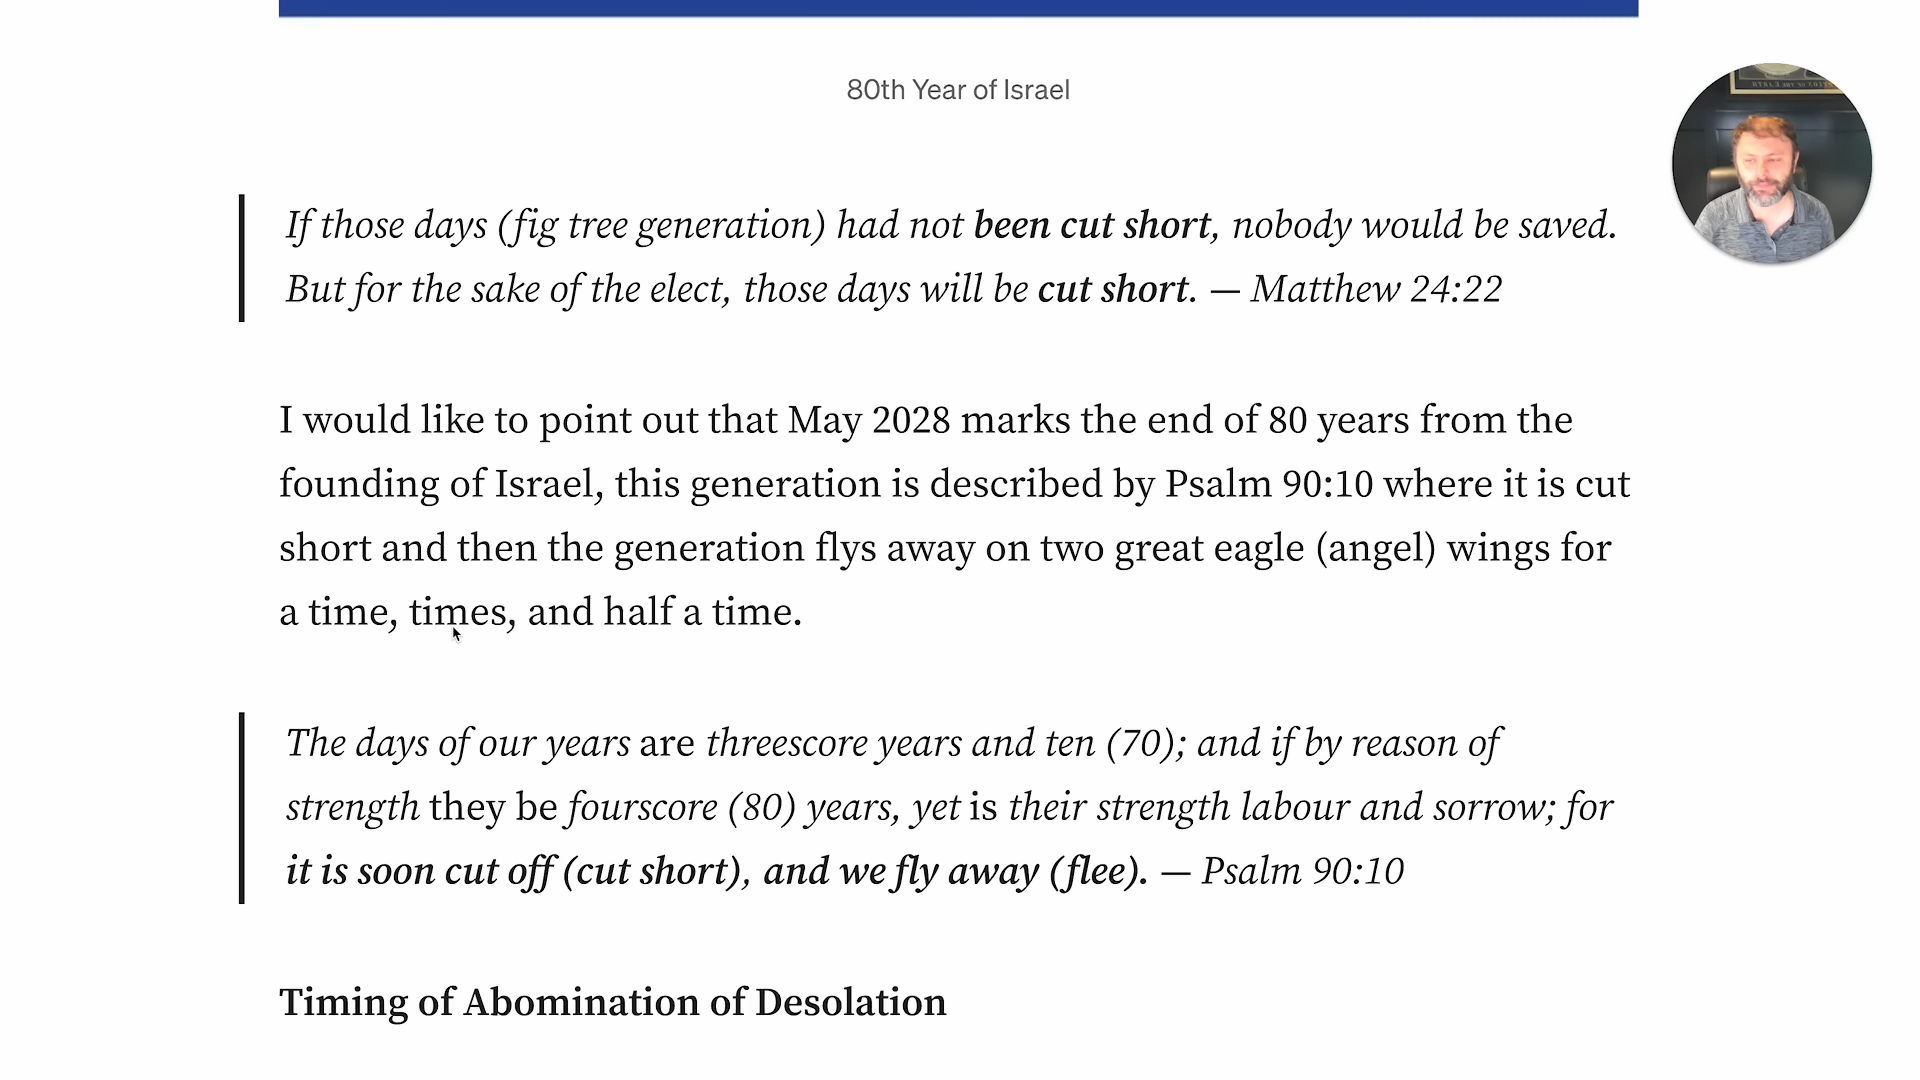 80th Year of Israel
If those days (fig tree generation) had not been cut short, nobody would be saved.
But for the sake of the elect, those days will be cut short. — Matthew 24:22
I would like to point out that May 2028 marks the end of 80 years from the
founding of Israel, this generation is described by Psalm 90:10 where it is cut
short and then the generation flys away on two great eagle (angel) wings for
a time, times, and half a time.
The days of our years are threescore years and ten (70); and if by reason of
strength they be fourscore (80) years, yet is their strength labour and sorrow; for
it is soon cut off (cut short), and we fly away (flee). — Psalm 90:10
Timing of Abomination of Desolation